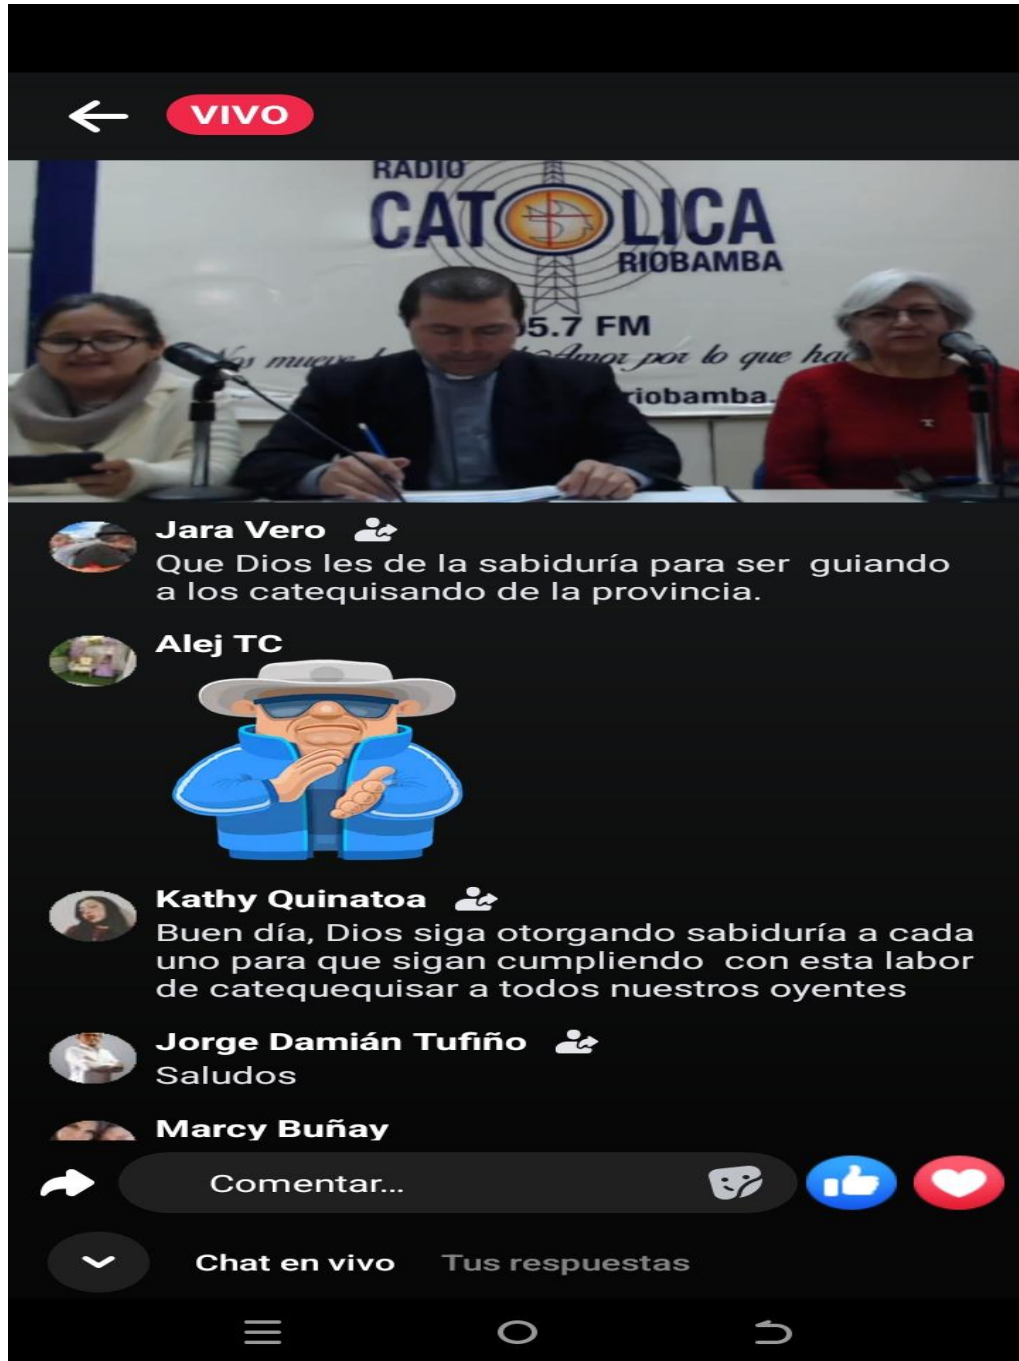 VIVO
RADIO
CATOLICA
RIOBAMBA
5.7 FM
Nos mueve Amor por lo que
riobamba.
Jara Vero
Que Dios les de la sabiduría para ser guiando
a los catequisando de la provincia.
Alej TC
Kathy Quinatoa
Buen día, Dios siga otorgando sabiduría a cada
uno para que sigan cumpliendo con esta labor
de catequequisar a todos nuestros oyentes
Jorge Damián Tufiño
Saludos
Marcy Buñay
Comentar...
Chat en vivo Tus respuestas